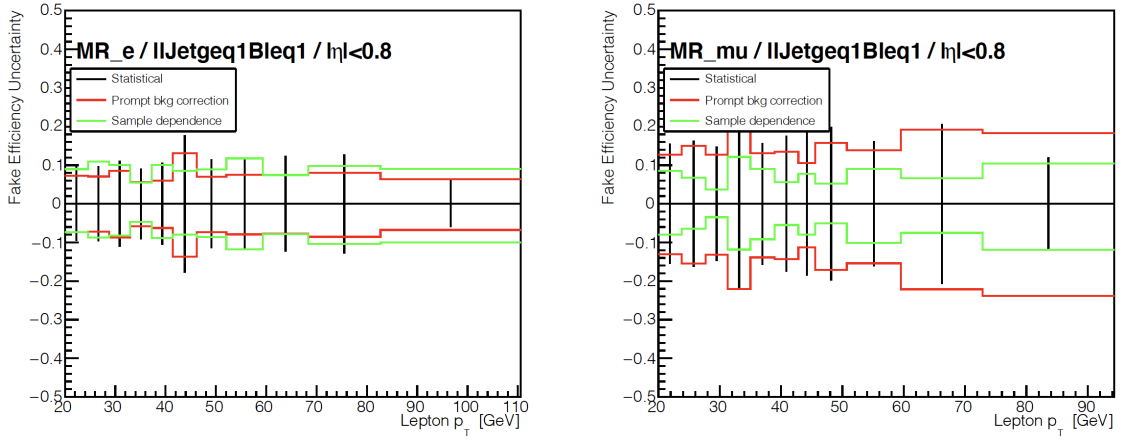 MR_e / llJetgeq1Bleq1 / |η|<0.8
Statistical
Prompt bkg correction
Sample dependence
Fake Efficiency Uncertainty
0.5
0.4
0.3
0.2
0.1
0
−0.1
−0.2
−0.3
−0.4
−0.5
20 30 40 50 60 70 80 90 100 110
Lepton p_T [GeV]
MR_mu / llJetgeq1Bleq1 / |η|<0.8
Statistical
Prompt bkg correction
Sample dependence
Fake Efficiency Uncertainty
0.5
0.4
0.3
0.2
0.1
0
−0.1
−0.2
−0.3
−0.4
−0.5
20 30 40 50 60 70 80 90
Lepton p_T [GeV]